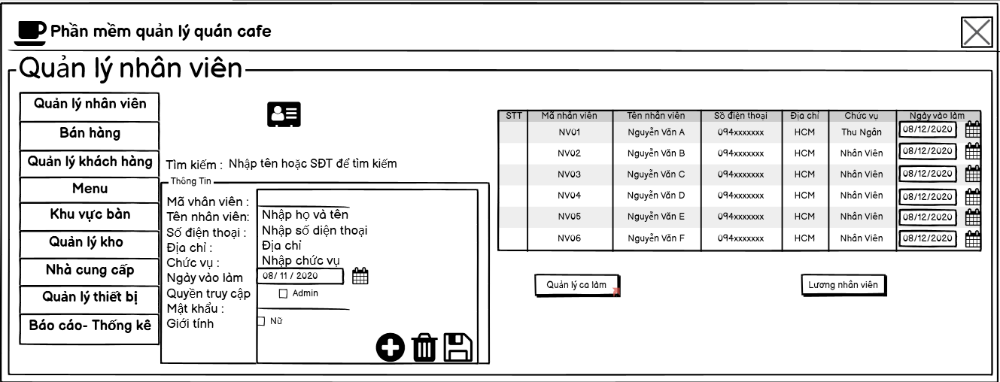 Phần mềm quản lý quán cafe
Quản lý nhân viên
Quản lý nhân viên
Bán hàng
Quản lý khách hàng
Menu
Khu vực bàn
Quản lý kho
Nhà cung cấp
Quản lý thiết bị
Báo cáo- Thống kê
Tìm kiếm : Nhập tên hoặc SĐT để tìm kiếm
Thông Tin
Mã vhân viên :
Tên nhân viên: Nhập họ và tên
Số điện thoại : Nhập số điện thoại
Địa chỉ : Địa chỉ
Chức vụ : Nhập chức vụ
Ngày vào làm 08/ 11 / 2020
Quyền truy cập Admin
Mật khẩu :
Giới tính Nữ
STT Mã nhân viên Tên nhân viên Số điện thoại Địa chỉ Chức vụ Ngày vào làm
NV01 Nguyễn Văn A 094xxxxxxx HCM Thu Ngân 08/12/2020
NV02 Nguyễn Văn B 094xxxxxxx HCM Nhân Viên 08/12/2020
NV03 Nguyễn Văn C 094xxxxxxx HCM Nhân Viên 08/12/2020
NV04 Nguyễn Văn D 094xxxxxxx HCM Nhân Viên 08/12/2020
NV05 Nguyễn Văn E 094xxxxxxx HCM Nhân Viên 08/12/2020
NV06 Nguyễn Văn F 094xxxxxxx HCM Nhân Viên 08/12/2020
Quản lý ca làm
Lương nhân viên